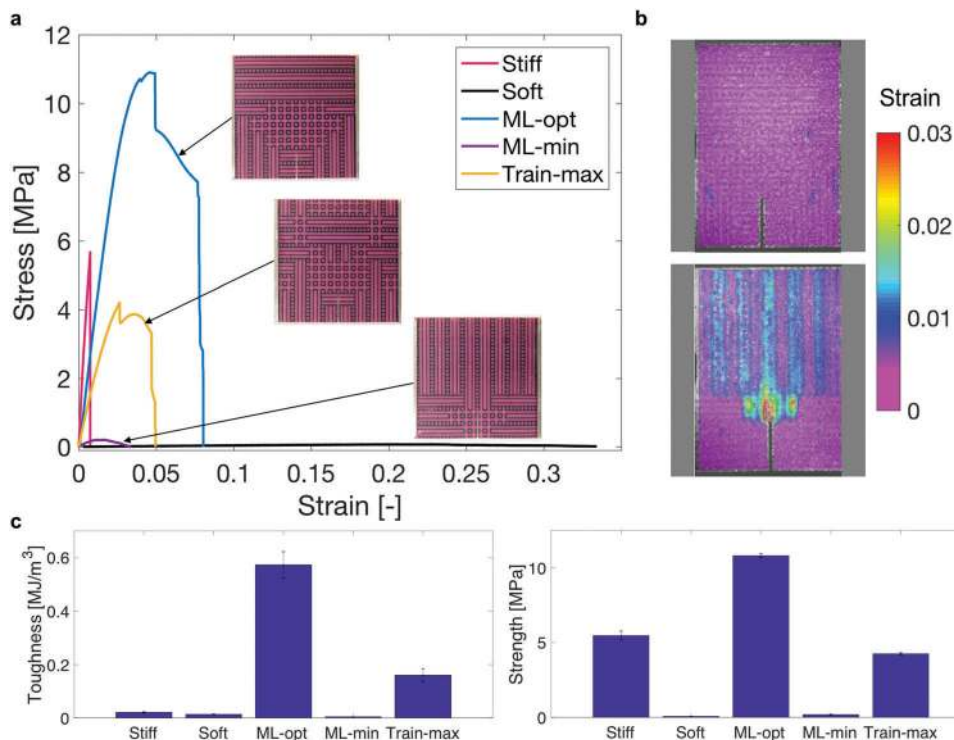 a
12
10
8
6
4
2
0
Stress [MPa]
0
0.05
0.1
0.15
0.2
0.25
0.3
Strain [-]
Stiff
Soft
ML-opt
ML-min
Train-max
b
Strain
0.03
0.02
0.01
0
c
Toughness [MJ/m³]
0.6
0.4
0.2
0
Stiff
Soft
ML-opt
ML-min
Train-max
Strength [MPa]
10
5
0
Stiff
Soft
ML-opt
ML-min
Train-max